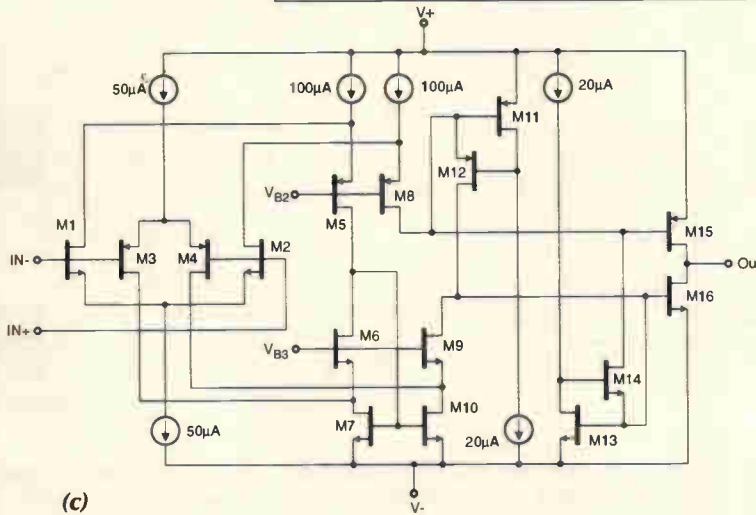 V+
50µA
100µA
100µA
20µA
M11
M12
VB2
M5
M8
M1
M3
M4
M2
M15
IN-
Ou
M16
IN+
VB3
M6
M9
M14
M7
M10
M13
50µA
20µA
V-
(c)